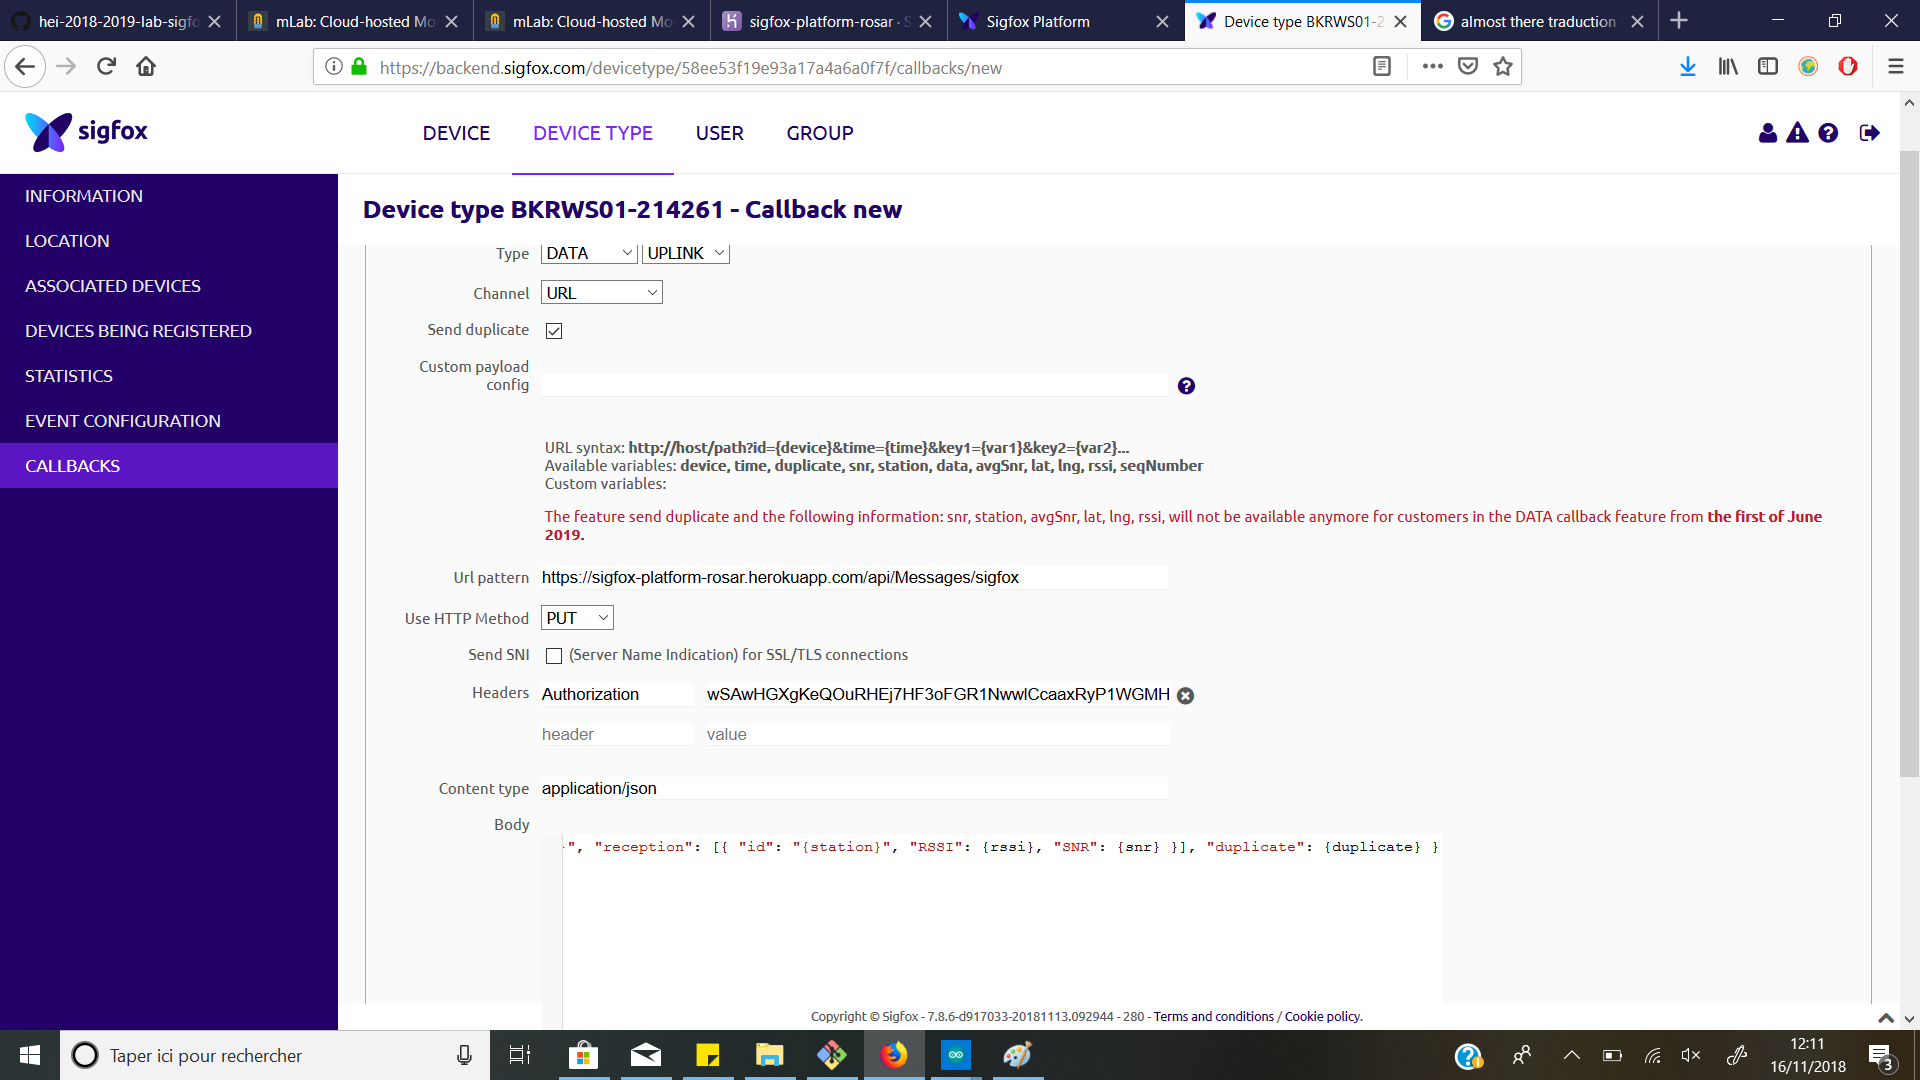 hei-2018-2019-lab-sigfo
mLab: Cloud-hosted Mo
mLab: Cloud-hosted Mo
sigfox-platform-rosar · S
Sigfox Platform
Device type BKRWS01-2
almost there traduction
https://backend.sigfox.com/devicetype/58ee53f19e93a17a4a6a0f7f/callbacks/new
sigfox
DEVICE
DEVICE TYPE
USER
GROUP
INFORMATION
LOCATION
ASSOCIATED DEVICES
DEVICES BEING REGISTERED
STATISTICS
EVENT CONFIGURATION
CALLBACKS
Device type BKRWS01-214261 - Callback new
Type DATA UPLINK
Channel URL
Send duplicate
Custom payload
config
URL syntax: http://host/path?id={device}&time={time}&key1={var1}&key2={var2}...
Available variables: device, time, duplicate, snr, station, data, avgSnr, lat, lng, rssi, seqNumber
Custom variables:
The feature send duplicate and the following information: snr, station, avgSnr, lat, lng, rssi, will not be available anymore for customers in the DATA callback feature from the first of June
2019.
Url pattern https://sigfox-platform-rosar.herokuapp.com/api/Messages/sigfox
Use HTTP Method PUT
Send SNI (Server Name Indication) for SSL/TLS connections
Headers Authorization wSAwHGXgKeQOuRHEj7HF3oFGR1NwwlCcaaxRyP1WGMH
header value
Content type application/json
Body
", "reception": [{ "id": "{station}", "RSSI": {rssi}, "SNR": {snr} }], "duplicate": {duplicate} }
Copyright © Sigfox - 7.8.6-d917033-20181113.092944 - 280 - Terms and conditions / Cookie policy.
Taper ici pour rechercher
12:11
16/11/2018
3